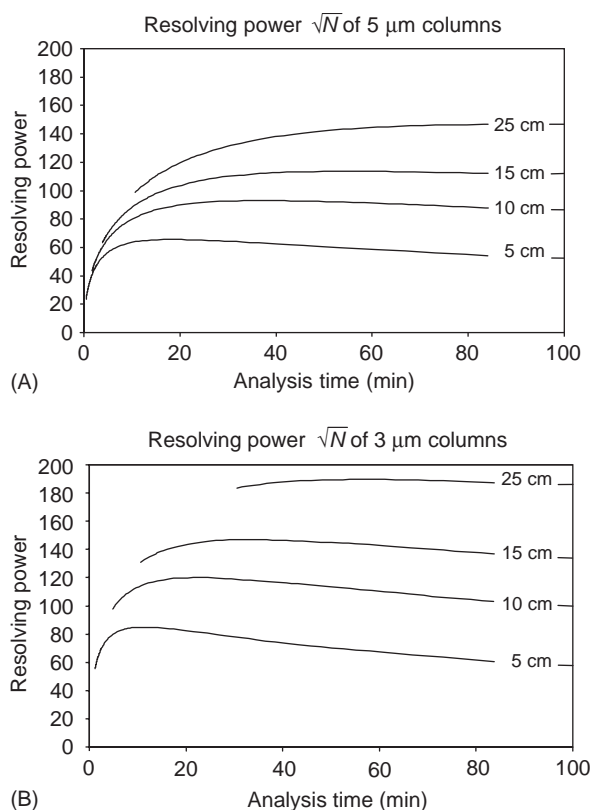 Resolving power √N of 5 μm columns
Resolving power
200
180
160
140
120
100
80
60
40
20
0
25 cm
15 cm
10 cm
5 cm
0 20 40 60 80 100
(A) Analysis time (min)
Resolving power √N of 3 μm columns
Resolving power
200
180
160
140
120
100
80
60
40
20
0
25 cm
15 cm
10 cm
5 cm
0 20 40 60 80 100
(B) Analysis time (min)